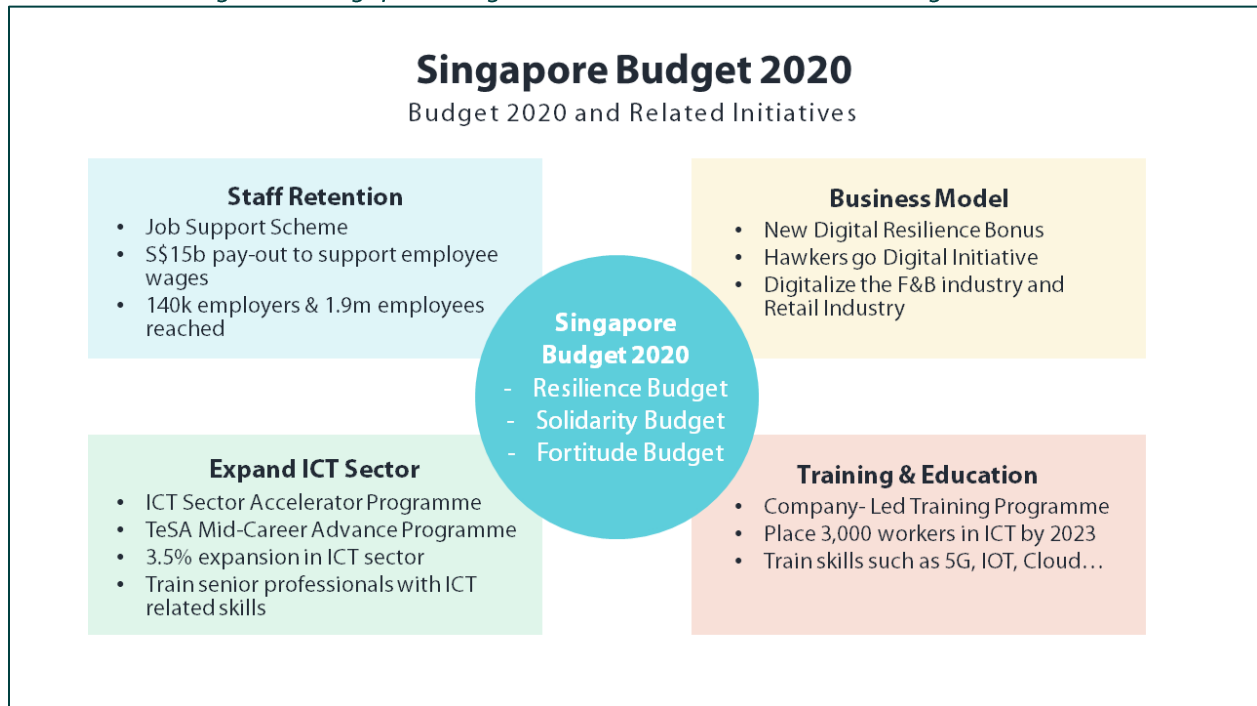 Singapore Budget 2020
Budget 2020 and Related Initiatives
Staff Retention
• Job Support Scheme
• S$15b pay-out to support employee
wages
• 140k employers & 1.9m employees
reached
Business Model
• New Digital Resilience Bonus
• Hawkers go Digital Initiative
• Digitalize the F&B industry and
Retail Industry
Singapore
Budget 2020
- Resilience Budget
- Solidarity Budget
- Fortitude Budget
Expand ICT Sector
• ICT Sector Accelerator Programme
• TeSA Mid-Career Advance Programme
• 3.5% expansion in ICT sector
• Train senior professionals with ICT
related skills
Training & Education
• Company- Led Training Programme
• Place 3,000 workers in ICT by 2023
• Train skills such as 5G, IOT, Cloud…